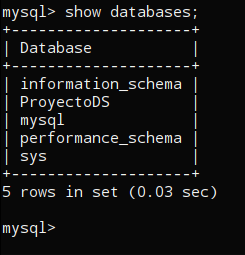 mysql> show databases;
+--------------------+
| Database           |
+--------------------+
| information_schema |
| ProyectoDS         |
| mysql              |
| performance_schema |
| sys                |
+--------------------+
5 rows in set (0.03 sec)
mysql>